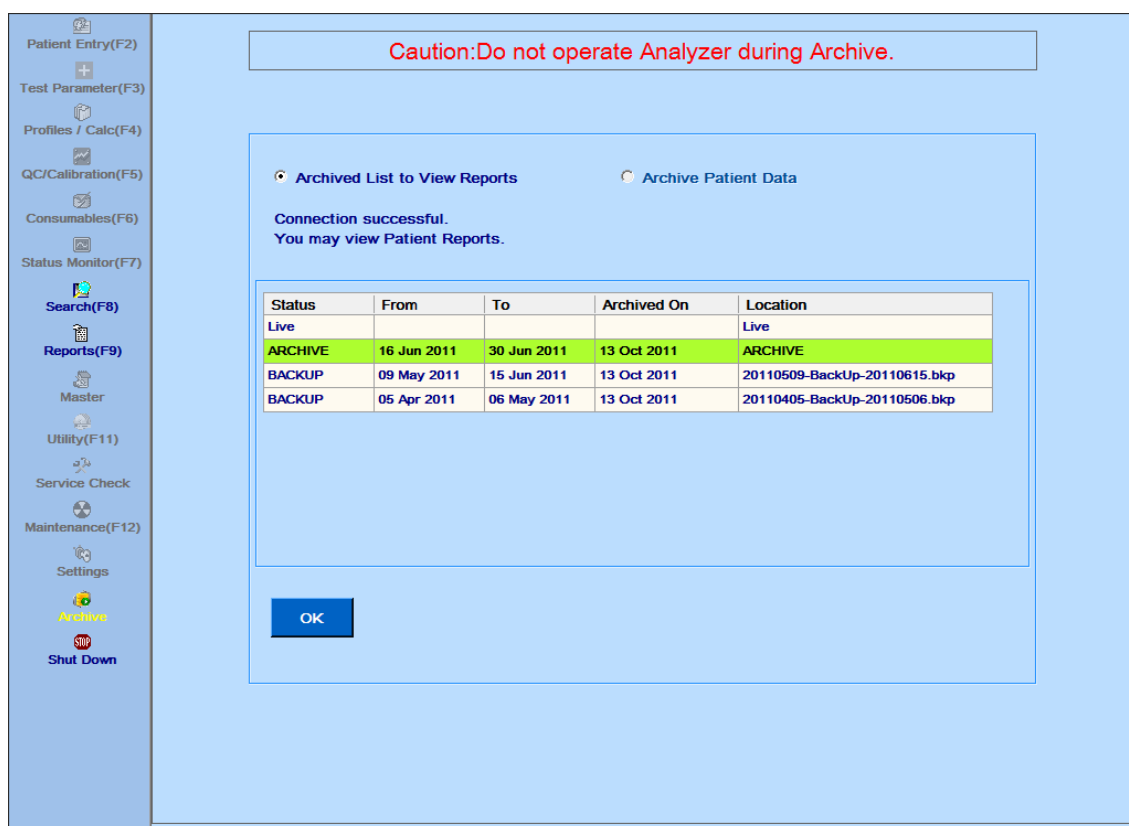 Patient Entry(F2)
Test Parameter(F3)
Profiles / Calc(F4)
QC/Calibration(F5)
Consumables(F6)
Status Monitor(F7)
Search(F8)
Reports(F9)
Master
Utility(F11)
Service Check
Maintenance(F12)
Settings
Archive
STOP
Shut Down
Caution:Do not operate Analyzer during Archive.
Archived List to View Reports Archive Patient Data
Connection successful.
You may view Patient Reports.
Status From To Archived On Location
Live Live
ARCHIVE 16 Jun 2011 30 Jun 2011 13 Oct 2011 ARCHIVE
BACKUP 09 May 2011 15 Jun 2011 13 Oct 2011 20110509-BackUp-20110615.bkp
BACKUP 05 Apr 2011 06 May 2011 13 Oct 2011 20110405-BackUp-20110506.bkp
OK